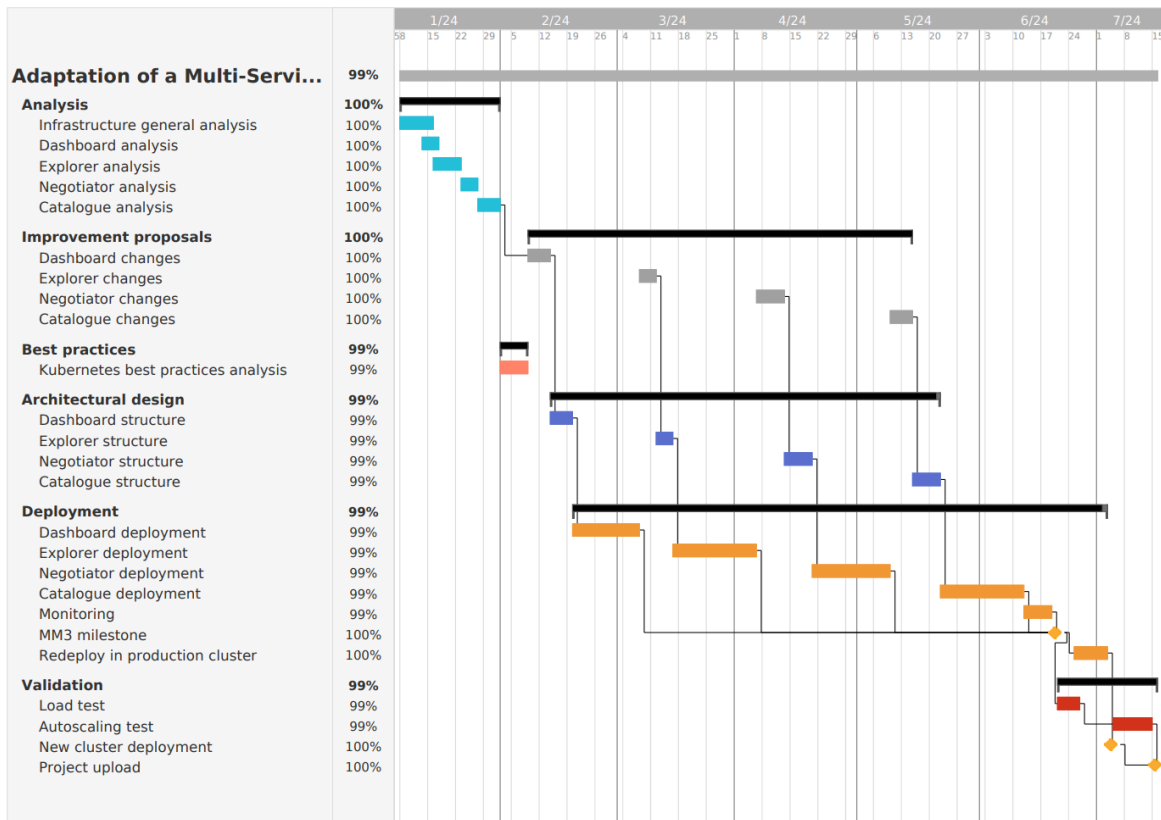 1/24 2/24 3/24 4/24 5/24 6/24 7/24
58 15 22 29 5 12 19 26 4 11 18 25 1 8 15 22 29 6 13 20 27 3 10 17 24 1 8 15
Adaptation of a Multi-Servi... 99%
Analysis 100%
Infrastructure general analysis 100%
Dashboard analysis 100%
Explorer analysis 100%
Negotiator analysis 100%
Catalogue analysis 100%
Improvement proposals 100%
Dashboard changes 100%
Explorer changes 100%
Negotiator changes 100%
Catalogue changes 100%
Best practices 99%
Kubernetes best practices analysis 99%
Architectural design 99%
Dashboard structure 99%
Explorer structure 99%
Negotiator structure 99%
Catalogue structure 99%
Deployment 99%
Dashboard deployment 99%
Explorer deployment 99%
Negotiator deployment 99%
Catalogue deployment 99%
Monitoring 99%
MM3 milestone 100%
Redeploy in production cluster 100%
Validation 99%
Load test 99%
Autoscaling test 99%
New cluster deployment 100%
Project upload 100%